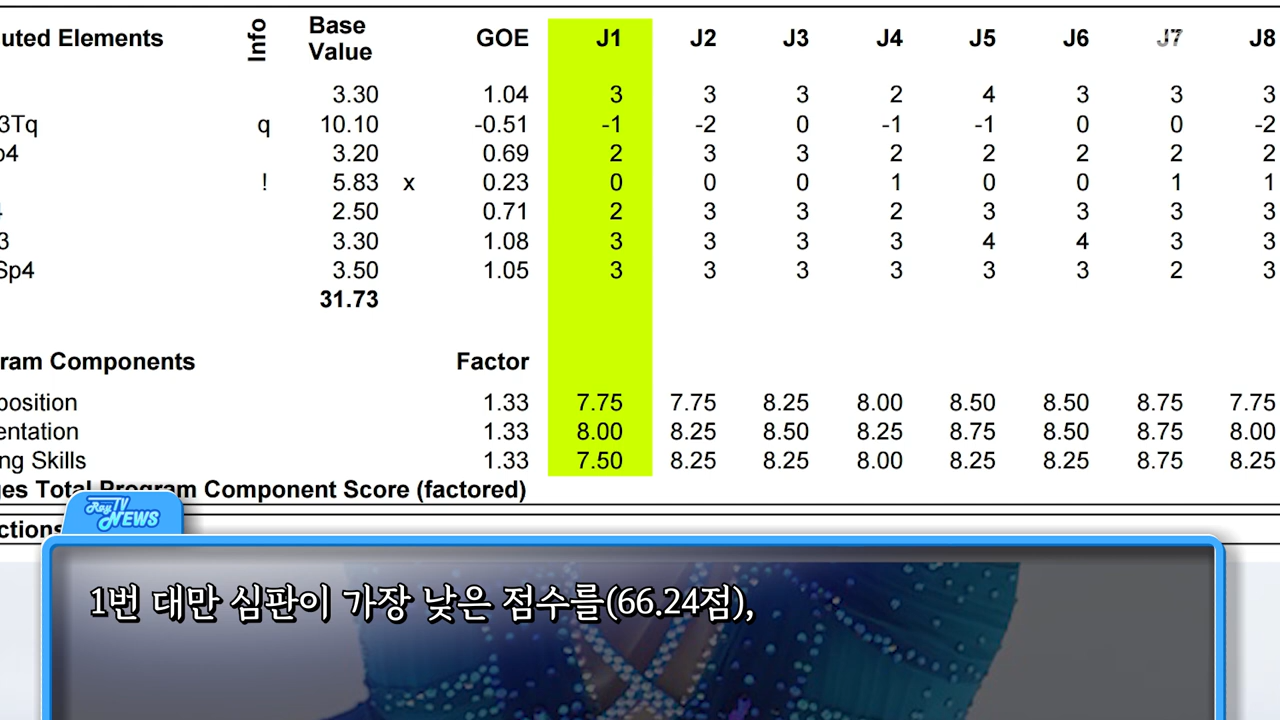 uted Elements Info Base Value GOE J1 J2 J3 J4 J5 J6 J7 J8
3.30 1.04 3 3 3 2 4 3 3 3
3Tq q 10.10 -0.51 -1 -2 0 -1 -1 0 0 -2
p4 3.20 0.69 2 3 3 2 2 2 2 2
! 5.83 x 0.23 0 0 0 1 0 0 1 1
4 2.50 0.71 2 3 3 2 3 3 3 3
3 3.30 1.08 3 3 3 3 4 4 3 3
Sp4 3.50 1.05 3 3 3 3 3 3 2 3
31.73
ram Components Factor
position 1.33 7.75 7.75 8.25 8.00 8.50 8.50 8.75 7.75
entation 1.33 8.00 8.25 8.50 8.25 8.75 8.50 8.75 8.00
ng Skills 1.33 7.50 8.25 8.25 8.00 8.25 8.25 8.75 8.25
ges Total Program Component Score (factored)
ctions
RoyTV NEWS
1번 대만 심판이 가장 낮은 점수를(66.24점),